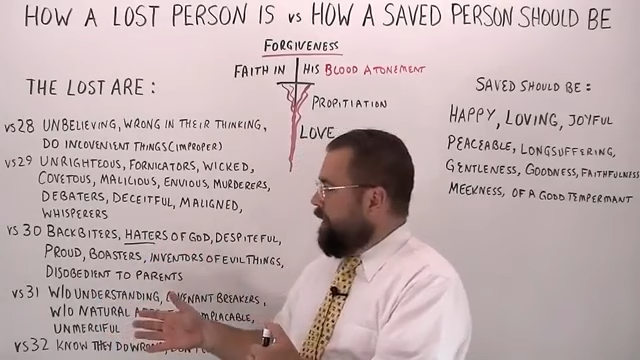 HOW A LOST PERSON IS vs HOW A SAVED PERSON SHOULD BE
FORGIVENESS
FAITH IN HIS BLOOD ATONEMENT
PROPITIATION
LOVE
THE LOST ARE:
vs28 UNBELIEVING, WRONG IN THEIR THINKING,
DO INCOVENIENT THINGS (IMPROPER)
vs29 UNRIGHTEOUS, FORNICATORS, WICKED,
COVETOUS, MALICIOUS, ENVIOUS, MURDERERS,
DEBATERS, DECEITFUL, MALIGNED,
WHISPERERS
vs30 BACKBITERS, HATERS OF GOD, DESPITEFUL,
PROUD, BOASTERS, INVENTORS OF EVIL THINGS,
DISOBEDIENT TO PARENTS
vs31 W/O UNDERSTANDING, COVENANT BREAKERS,
W/O NATURAL IMPLACABLE,
UNMERCIFUL
vs32 KNOW THEY DO WRONG,
SAVED SHOULD BE:
HAPPY, LOVING, JOYFUL
PEACEABLE, LONGSUFFERING,
GENTLENESS, GOODNESS, FAITHFULNESS
MEEKNESS, OF A GOOD TEMPERMANT